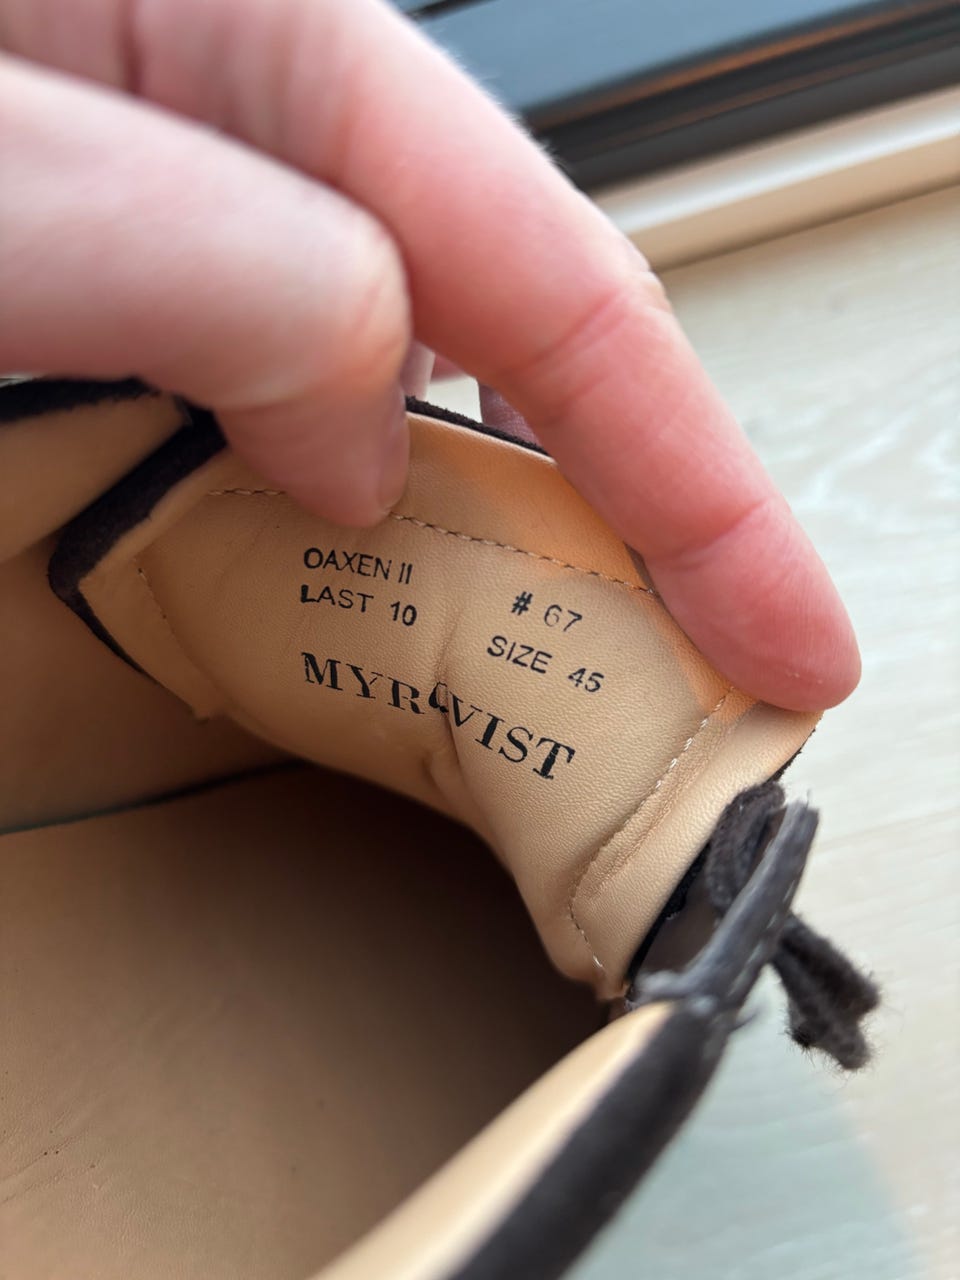 OAXEN II
LAST 10
# 67
SIZE 45
MYRQVIST